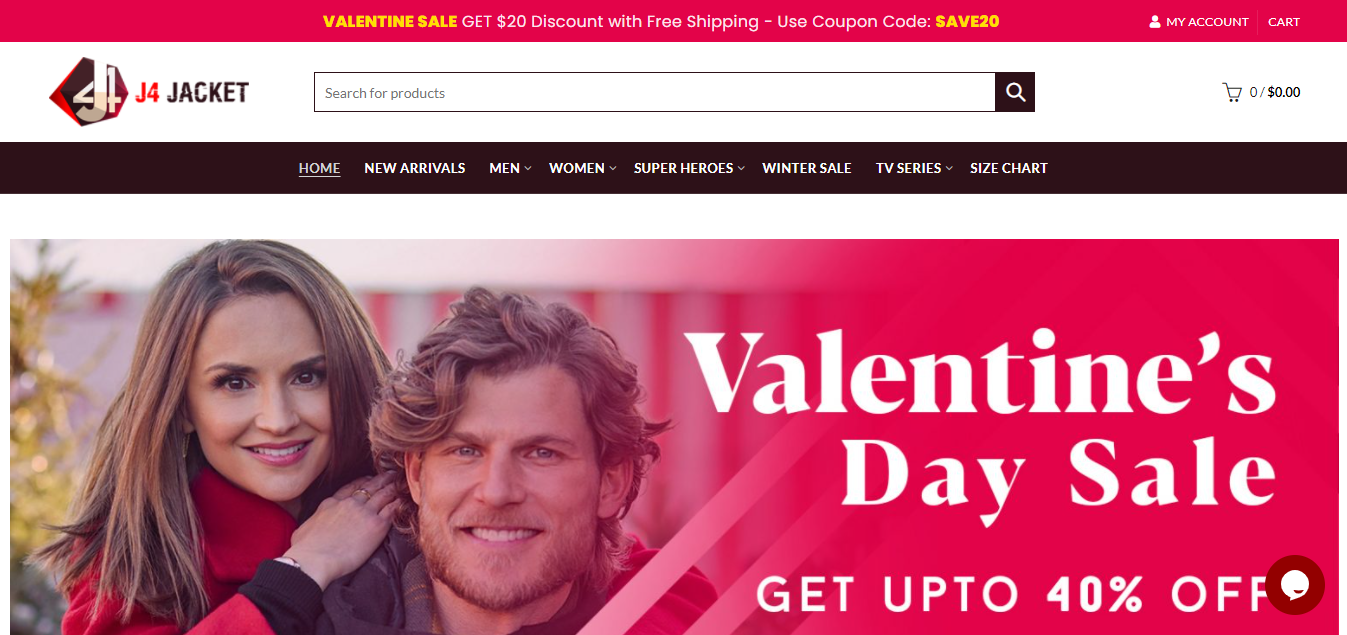 VALENTINE SALE GET $20 Discount with Free Shipping - Use Coupon Code: SAVE20
MY ACCOUNT
CART
J4 JACKET
Search for products
0 / $0.00
HOME
NEW ARRIVALS
MEN
WOMEN
SUPER HEROES
WINTER SALE
TV SERIES
SIZE CHART
Valentine's
Day Sale
GET UPTO 40% OFF